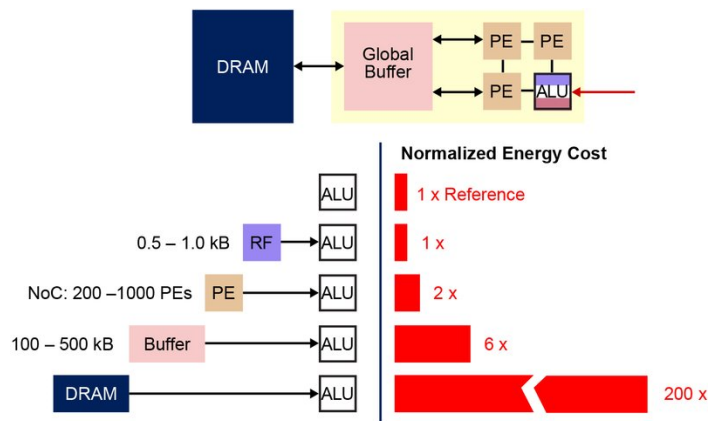 DRAM
Global
Buffer
PE
PE
PE
ALU
Normalized Energy Cost
ALU
1 x Reference
0.5 – 1.0 kB
RF
ALU
1 x
NoC: 200 –1000 PEs
PE
ALU
2 x
100 – 500 kB
Buffer
ALU
6 x
DRAM
ALU
200 x